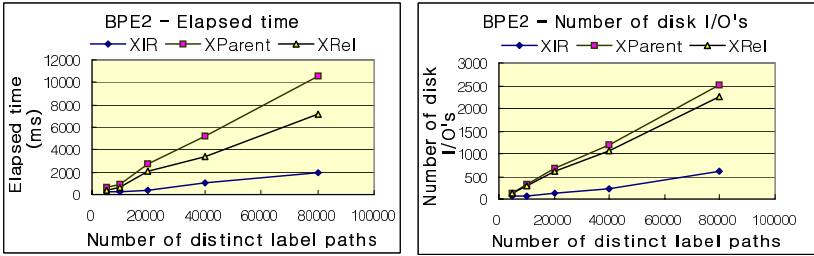 BPE2 - Elapsed time
XIR XParent XRel
12000
10000
8000
6000
4000
2000
0
Elapsed time
(ms)
0 20000 40000 60000 80000 100000
Number of distinct label paths
BPE2 - Number of disk I/O's
XIR XParent XRel
3000
2500
2000
1500
1000
500
0
Number of disk
I/O's
0 20000 40000 60000 80000 100000
Number of distinct label paths